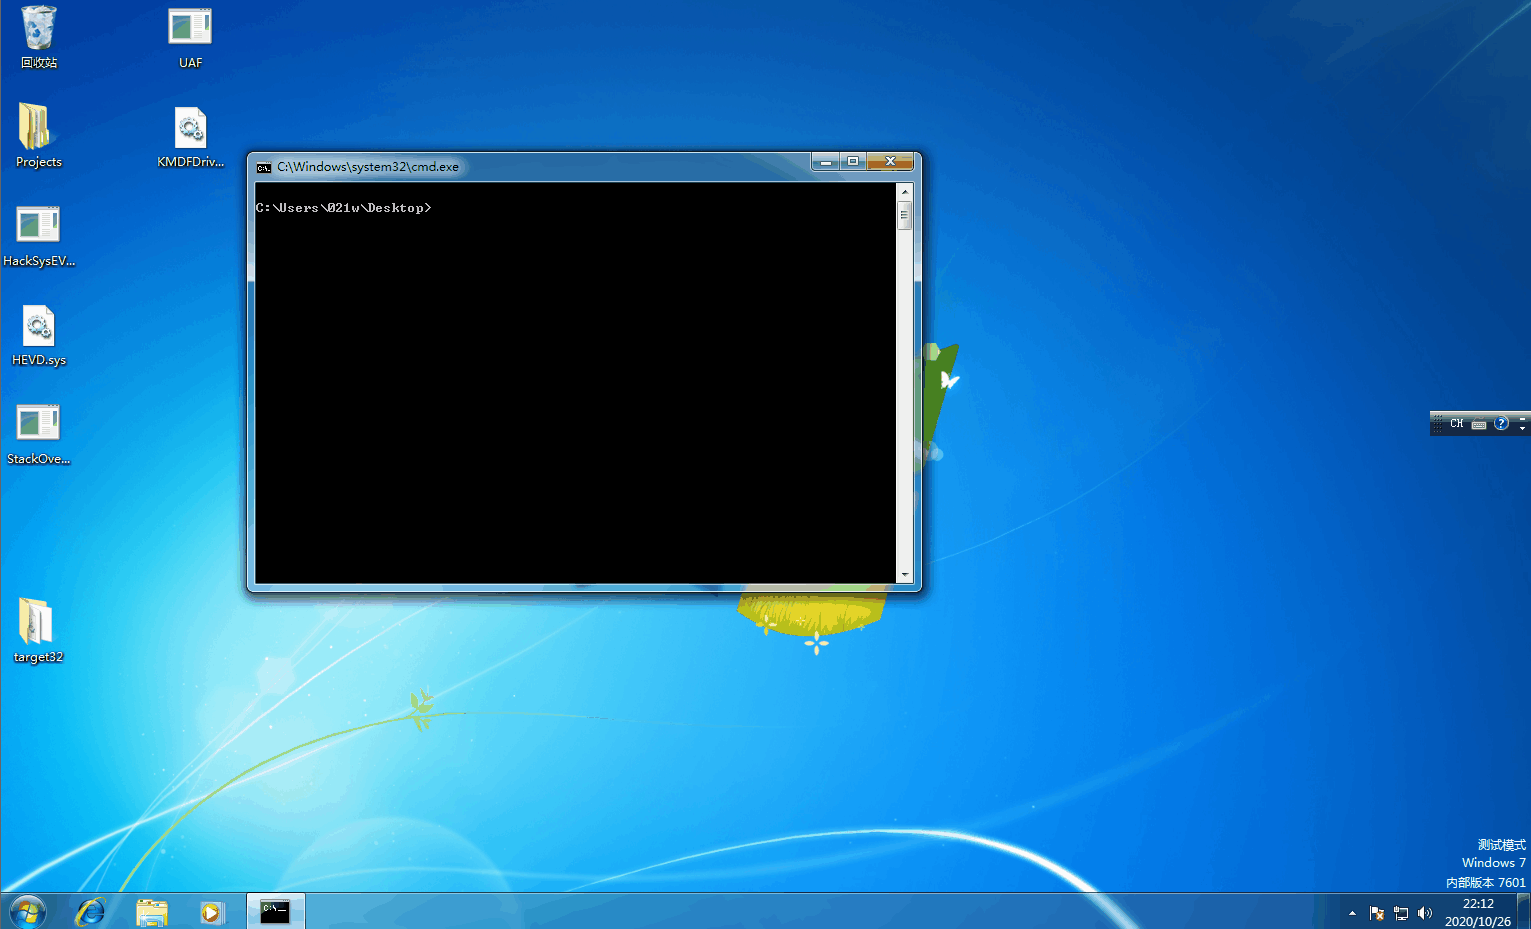 回收站
UAF
Projects
KMDFDriv...
HackSysEV...
HEVD.sys
StackOve...
target32
C:\Windows\system32\cmd.exe
C:\Users\021w\Desktop>
CH
测试模式
Windows 7
内部版本 7601
22:12
2020/10/26